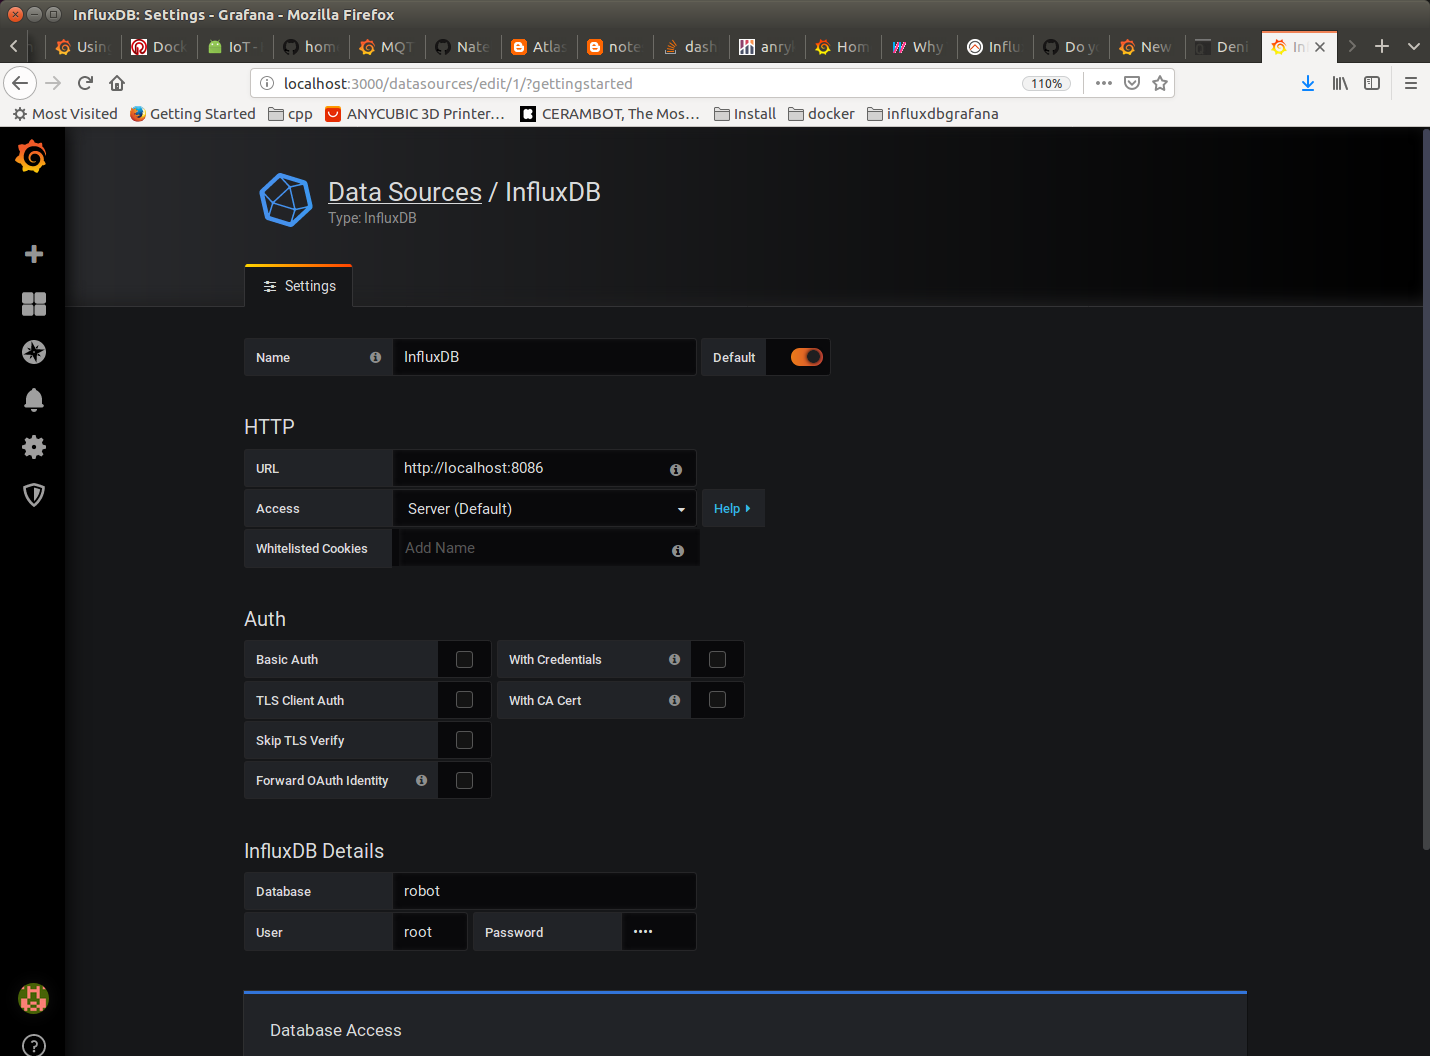 InfluxDB: Settings - Grafana - Mozilla Firefox
Using Dock IoT - home MQT Nate Atlas note dash anry Hom Why Influ Do yo New Deni In
localhost:3000/datasources/edit/1/?gettingstarted 110%
Most Visited Getting Started cpp ANYCUBIC 3D Printer... CERAMBOT, The Mos... Install docker influxdbgrafana
Data Sources / InfluxDB
Type: InfluxDB
Settings
Name InfluxDB Default
HTTP
URL http://localhost:8086
Access Server (Default) Help
Whitelisted Cookies Add Name
Auth
Basic Auth With Credentials
TLS Client Auth With CA Cert
Skip TLS Verify
Forward OAuth Identity
InfluxDB Details
Database robot
User root Password ••••
Database Access